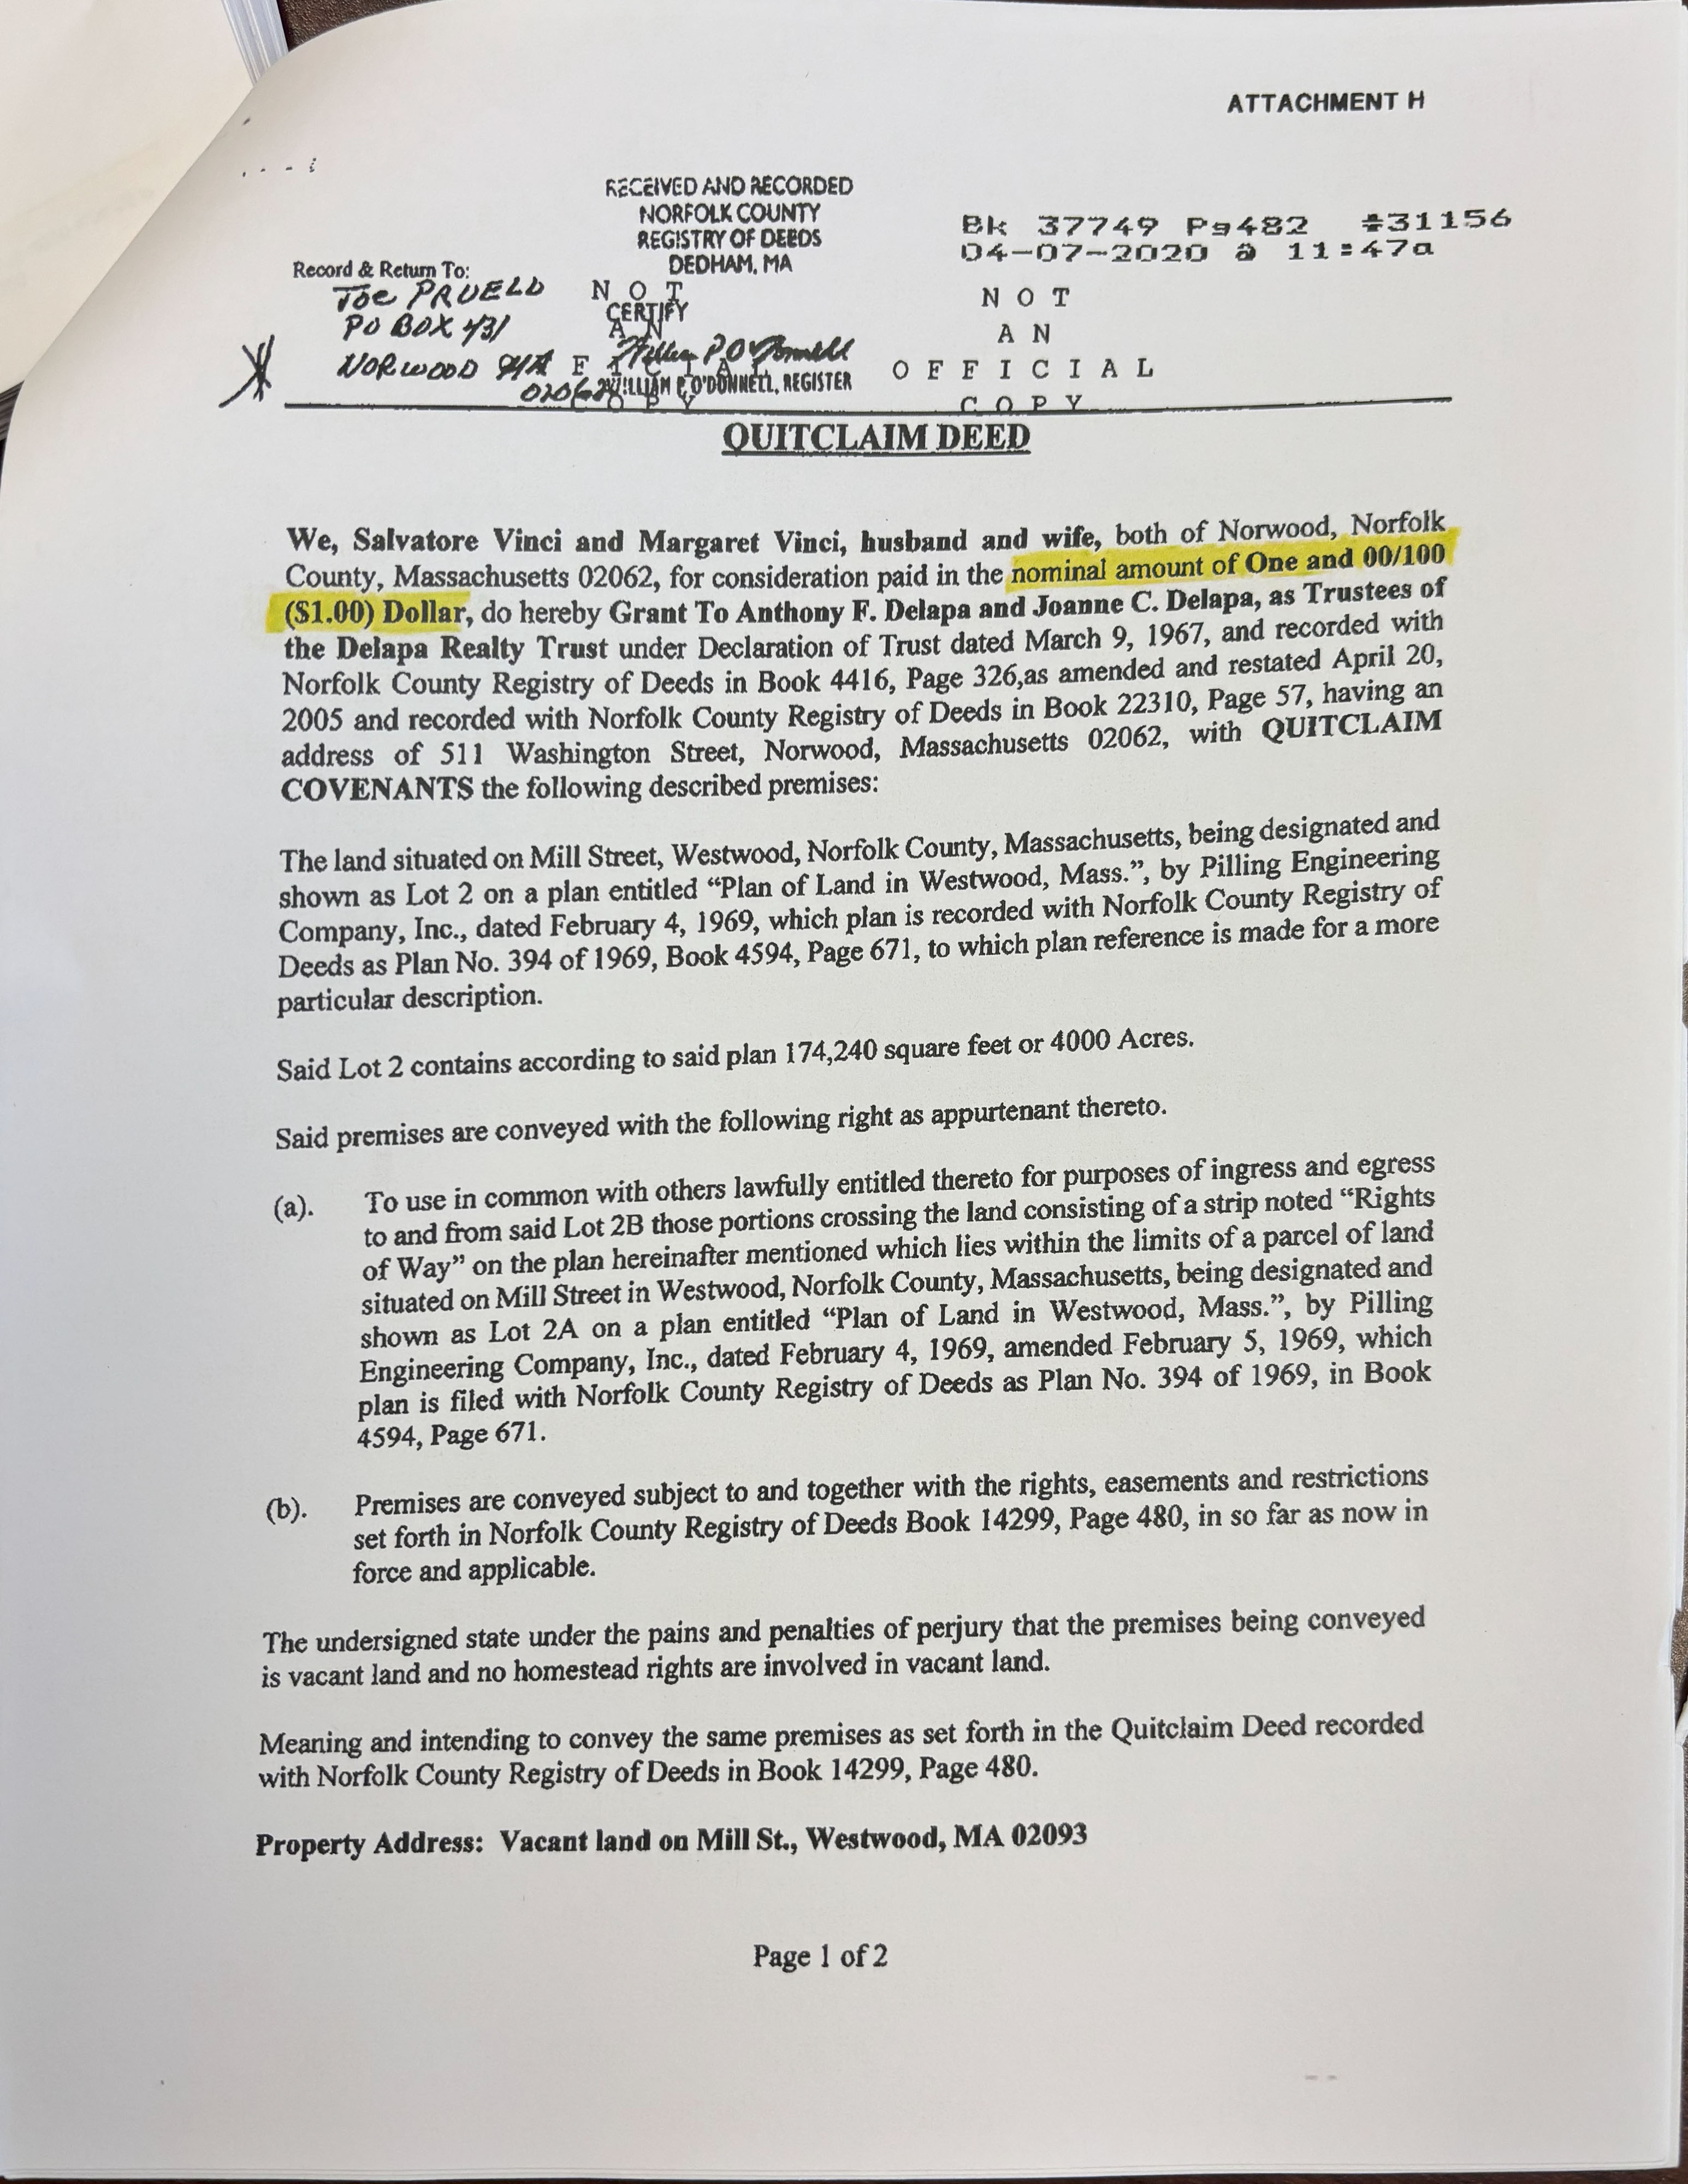 ATTACHMENT H
RECEIVED AND RECORDED
NORFOLK COUNTY
REGISTRY OF DEEDS
DEDHAM, MA
Bk 37749 Pg482 #31156
04-07-2020 @ 11:47a
Record & Return To:
Joe
PO BOX 431
NORWOOD MA
02062
N O T
CERTIFY
A N
WILLIAM P. O'DONNELL, REGISTER
N O T
A N
O F F I C I A L
C O P Y
QUITCLAIM DEED
We, Salvatore Vinci and Margaret Vinci, husband and wife, both of Norwood, Norfolk
County, Massachusetts 02062, for consideration paid in the nominal amount of One and 00/100
($1.00) Dollar, do hereby Grant To Anthony F. Delapa and Joanne C. Delapa, as Trustees of
the Delapa Realty Trust under Declaration of Trust dated March 9, 1967, and recorded with
Norfolk County Registry of Deeds in Book 4416, Page 326,as amended and restated April 20,
2005 and recorded with Norfolk County Registry of Deeds in Book 22310, Page 57, having an
address of 511 Washington Street, Norwood, Massachusetts 02062, with QUITCLAIM
COVENANTS the following described premises:
The land situated on Mill Street, Westwood, Norfolk County, Massachusetts, being designated and
shown as Lot 2 on a plan entitled “Plan of Land in Westwood, Mass.”, by Pilling Engineering
Company, Inc., dated February 4, 1969, which plan is recorded with Norfolk County Registry of
Deeds as Plan No. 394 of 1969, Book 4594, Page 671, to which plan reference is made for a more
particular description.
Said Lot 2 contains according to said plan 174,240 square feet or 4000 Acres.
Said premises are conveyed with the following right as appurtenant thereto.
(a). To use in common with others lawfully entitled thereto for purposes of ingress and egress
to and from said Lot 2B those portions crossing the land consisting of a strip noted “Rights
of Way” on the plan hereinafter mentioned which lies within the limits of a parcel of land
situated on Mill Street in Westwood, Norfolk County, Massachusetts, being designated and
shown as Lot 2A on a plan entitled “Plan of Land in Westwood, Mass.”, by Pilling
Engineering Company, Inc., dated February 4, 1969, amended February 5, 1969, which
plan is filed with Norfolk County Registry of Deeds as Plan No. 394 of 1969, in Book
4594, Page 671.
(b). Premises are conveyed subject to and together with the rights, easements and restrictions
set forth in Norfolk County Registry of Deeds Book 14299, Page 480, in so far as now in
force and applicable.
The undersigned state under the pains and penalties of perjury that the premises being conveyed
is vacant land and no homestead rights are involved in vacant land.
Meaning and intending to convey the same premises as set forth in the Quitclaim Deed recorded
with Norfolk County Registry of Deeds in Book 14299, Page 480.
Property Address: Vacant land on Mill St., Westwood, MA 02093
Page 1 of 2